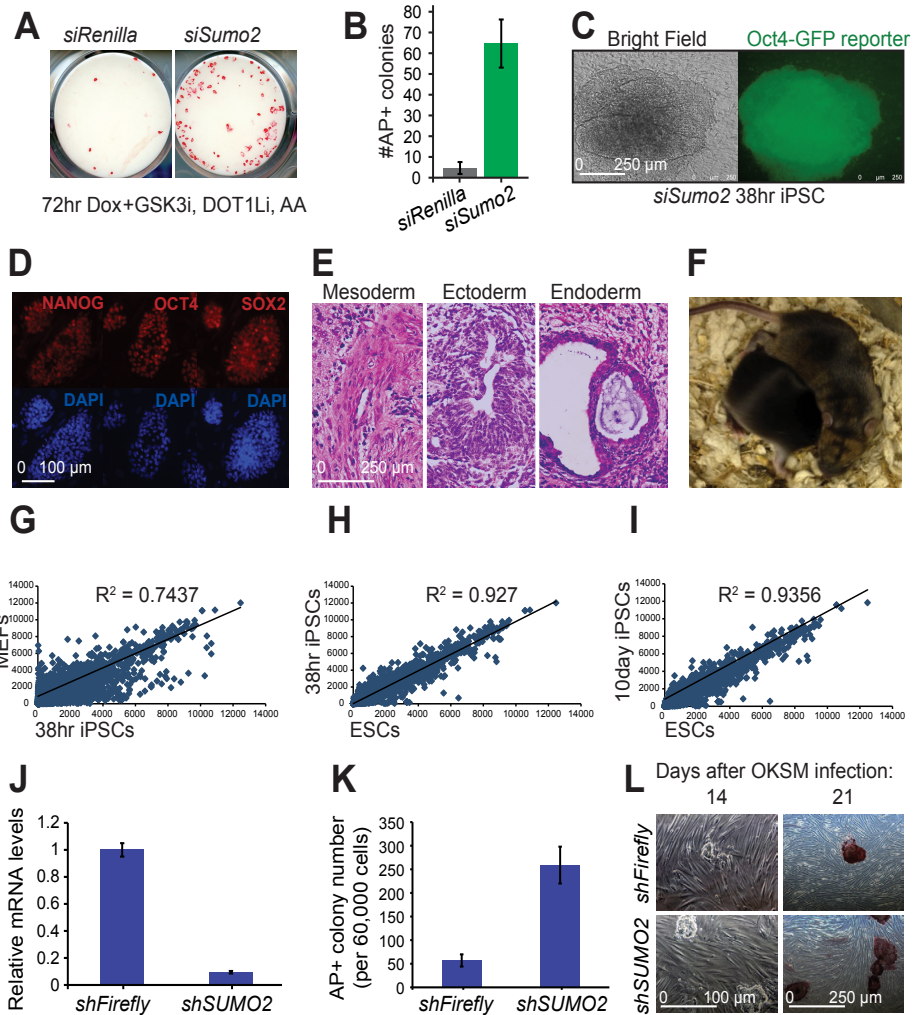 A
siRenilla siSumo2
72hr Dox+GSK3i, DOT1Li, AA
B
#AP+ colonies
80
70
60
50
40
30
20
10
0
siRenilla
siSumo2
C
Bright Field Oct4-GFP reporter
0
250 µm
0 µm 250
0 µm 250
siSumo2 38hr iPSC
D
NANOG OCT4 SOX2
DAPI DAPI DAPI
0
100 µm
E
Mesoderm Ectoderm Endoderm
0
250 µm
F
G
MEFs
14000
12000
10000
8000
6000
4000
2000
0
R² = 0.7437
0 2000 4000 6000 8000 10000 12000 14000
38hr iPSCs
H
38hr iPSCs
14000
12000
10000
8000
6000
4000
2000
0
R² = 0.927
0 2000 4000 6000 8000 10000 12000 14000
ESCs
I
10day iPSCs
14000
12000
10000
8000
6000
4000
2000
0
R² = 0.9356
0 2000 4000 6000 8000 10000 12000 14000
ESCs
J
Relative mRNA levels
1.2
1
0.8
0.6
0.4
0.2
0
shFirefly shSUMO2
K
AP+ colony number
(per 60,000 cells)
350
300
250
200
150
100
50
0
shFirefly shSUMO2
L
Days after OKSM infection:
14 21
shFirefly
shSUMO2
0 100 µm
0 250 µm